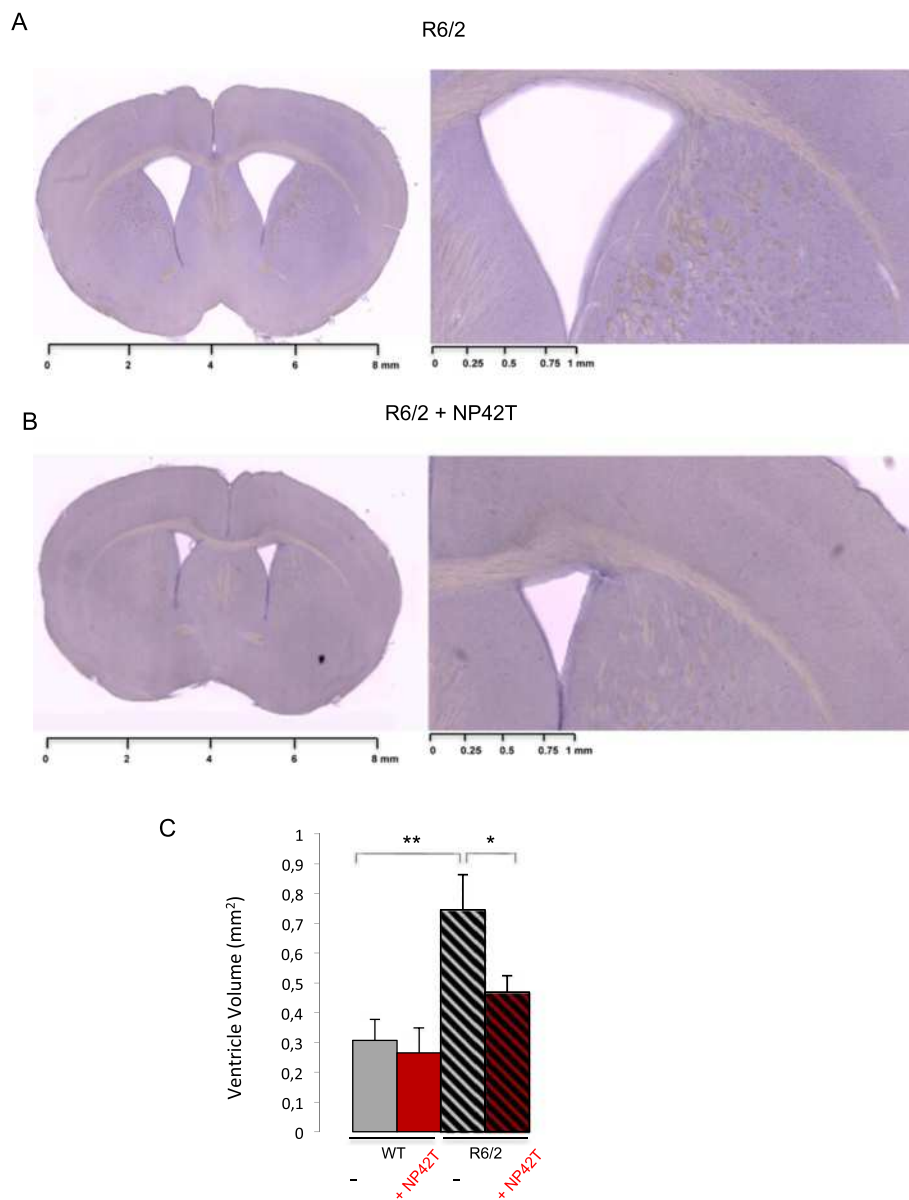 A
R6/2
0 2 4 6 8 mm
0 0.25 0.5 0.75 1 mm
B
R6/2 + NP42T
0 2 4 6 8 mm
0 0.25 0.5 0.75 1 mm
C
Ventricle Volume (mm²)
1
0,9
0,8
0,7
0,6
0,5
0,4
0,3
0,2
0,1
0
** *
WT R6/2
- + NP42T - + NP42T